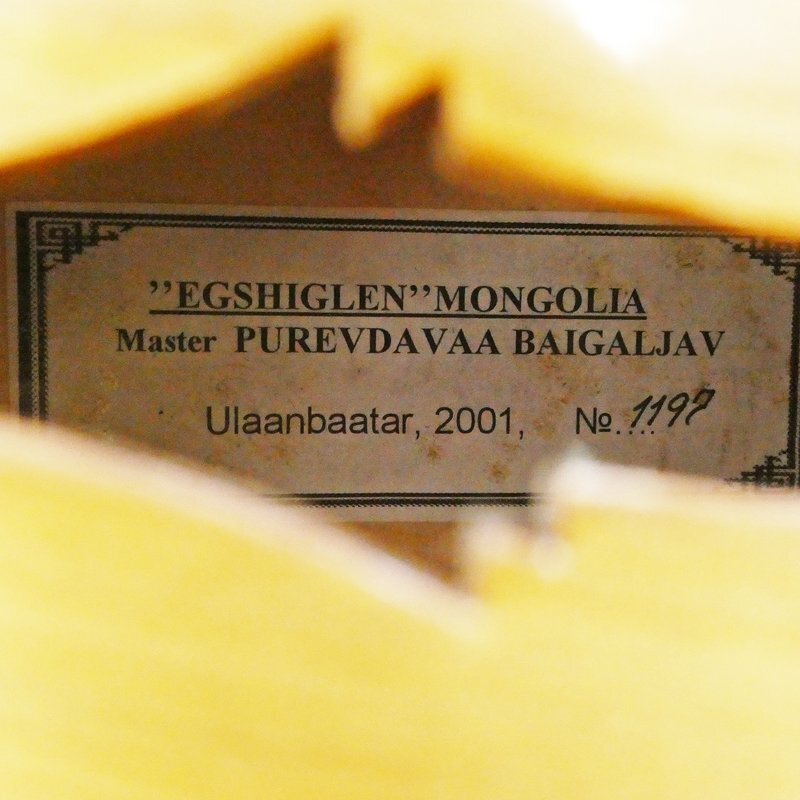 ”EGSHIGLEN”MONGOLIA
Master PUREVDAVAA BAIGALJAV
Ulaanbaatar, 2001, №....1197